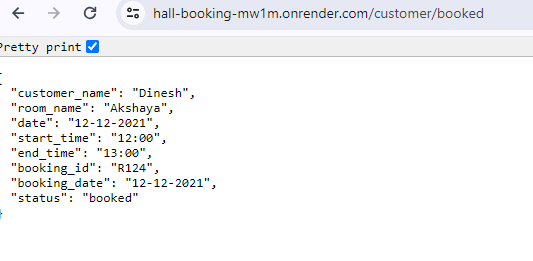 hall-booking-mw1m.onrender.com/customer/booked
Pretty print
{
"customer_name": "Dinesh",
"room_name": "Akshaya",
"date": "12-12-2021",
"start_time": "12:00",
"end_time": "13:00",
"booking_id": "R124",
"booking_date": "12-12-2021",
"status": "booked"
}